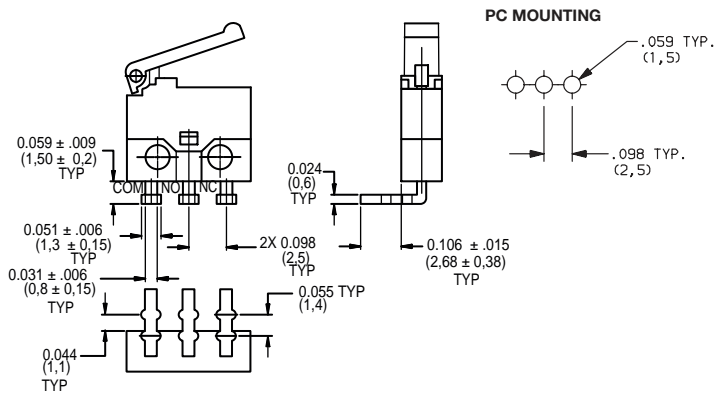 PC MOUNTING
.059 TYP.
(1,5)
.098 TYP.
(2,5)
0.059 ± .009
(1,50 ± 0,2)
TYP
COM NO NC
0.024
(0,6)
TYP
0.051 ± .006
(1,3 ± 0,15)
TYP
2X 0.098
(2,5)
TYP
0.106 ± .015
(2,68 ± 0,38)
TYP
0.031 ± .006
(0,8 ± 0,15)
TYP
0.055 TYP
(1,4)
0.044
(1,1)
TYP